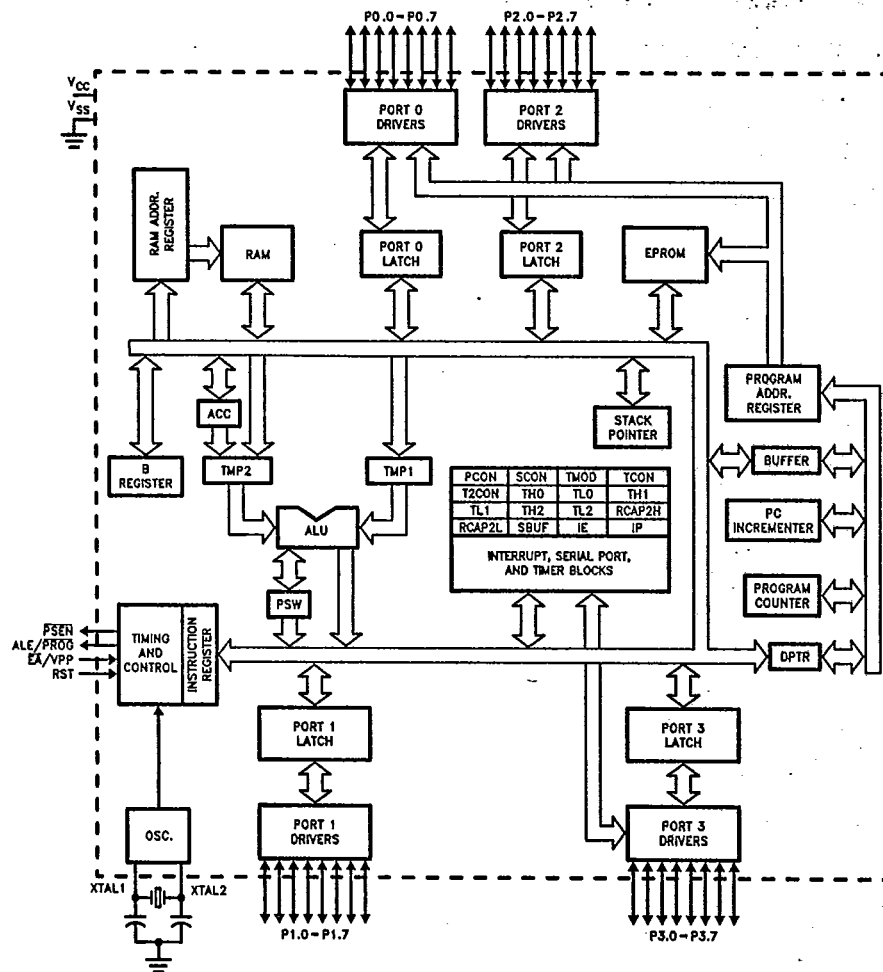 P0.0-P0.7
P2.0-P2.7
VCC
VSS
PORT 0
DRIVERS
PORT 2
DRIVERS
RAM ADDR.
REGISTER
RAM
PORT 0
LATCH
PORT 2
LATCH
EPROM
ACC
STACK
POINTER
PROGRAM
ADDR.
REGISTER
B
REGISTER
TMP2
TMP1
BUFFER
PCON SCON TMOD TCON
T2CON TH0 TL0 TH1
TL1 TH2 TL2 RCAP2H
RCAP2L SBUF IE IP
INTERRUPT, SERIAL PORT,
AND TIMER BLOCKS
ALU
PC
INCREMENTER
PSW
PROGRAM
COUNTER
PSEN
ALE/PROG
EA/VPP
RST
TIMING
AND
CONTROL
INSTRUCTION
REGISTER
DPTR
PORT 1
LATCH
PORT 3
LATCH
OSC.
PORT 1
DRIVERS
PORT 3
DRIVERS
XTAL1
XTAL2
P1.0-P1.7
P3.0-P3.7